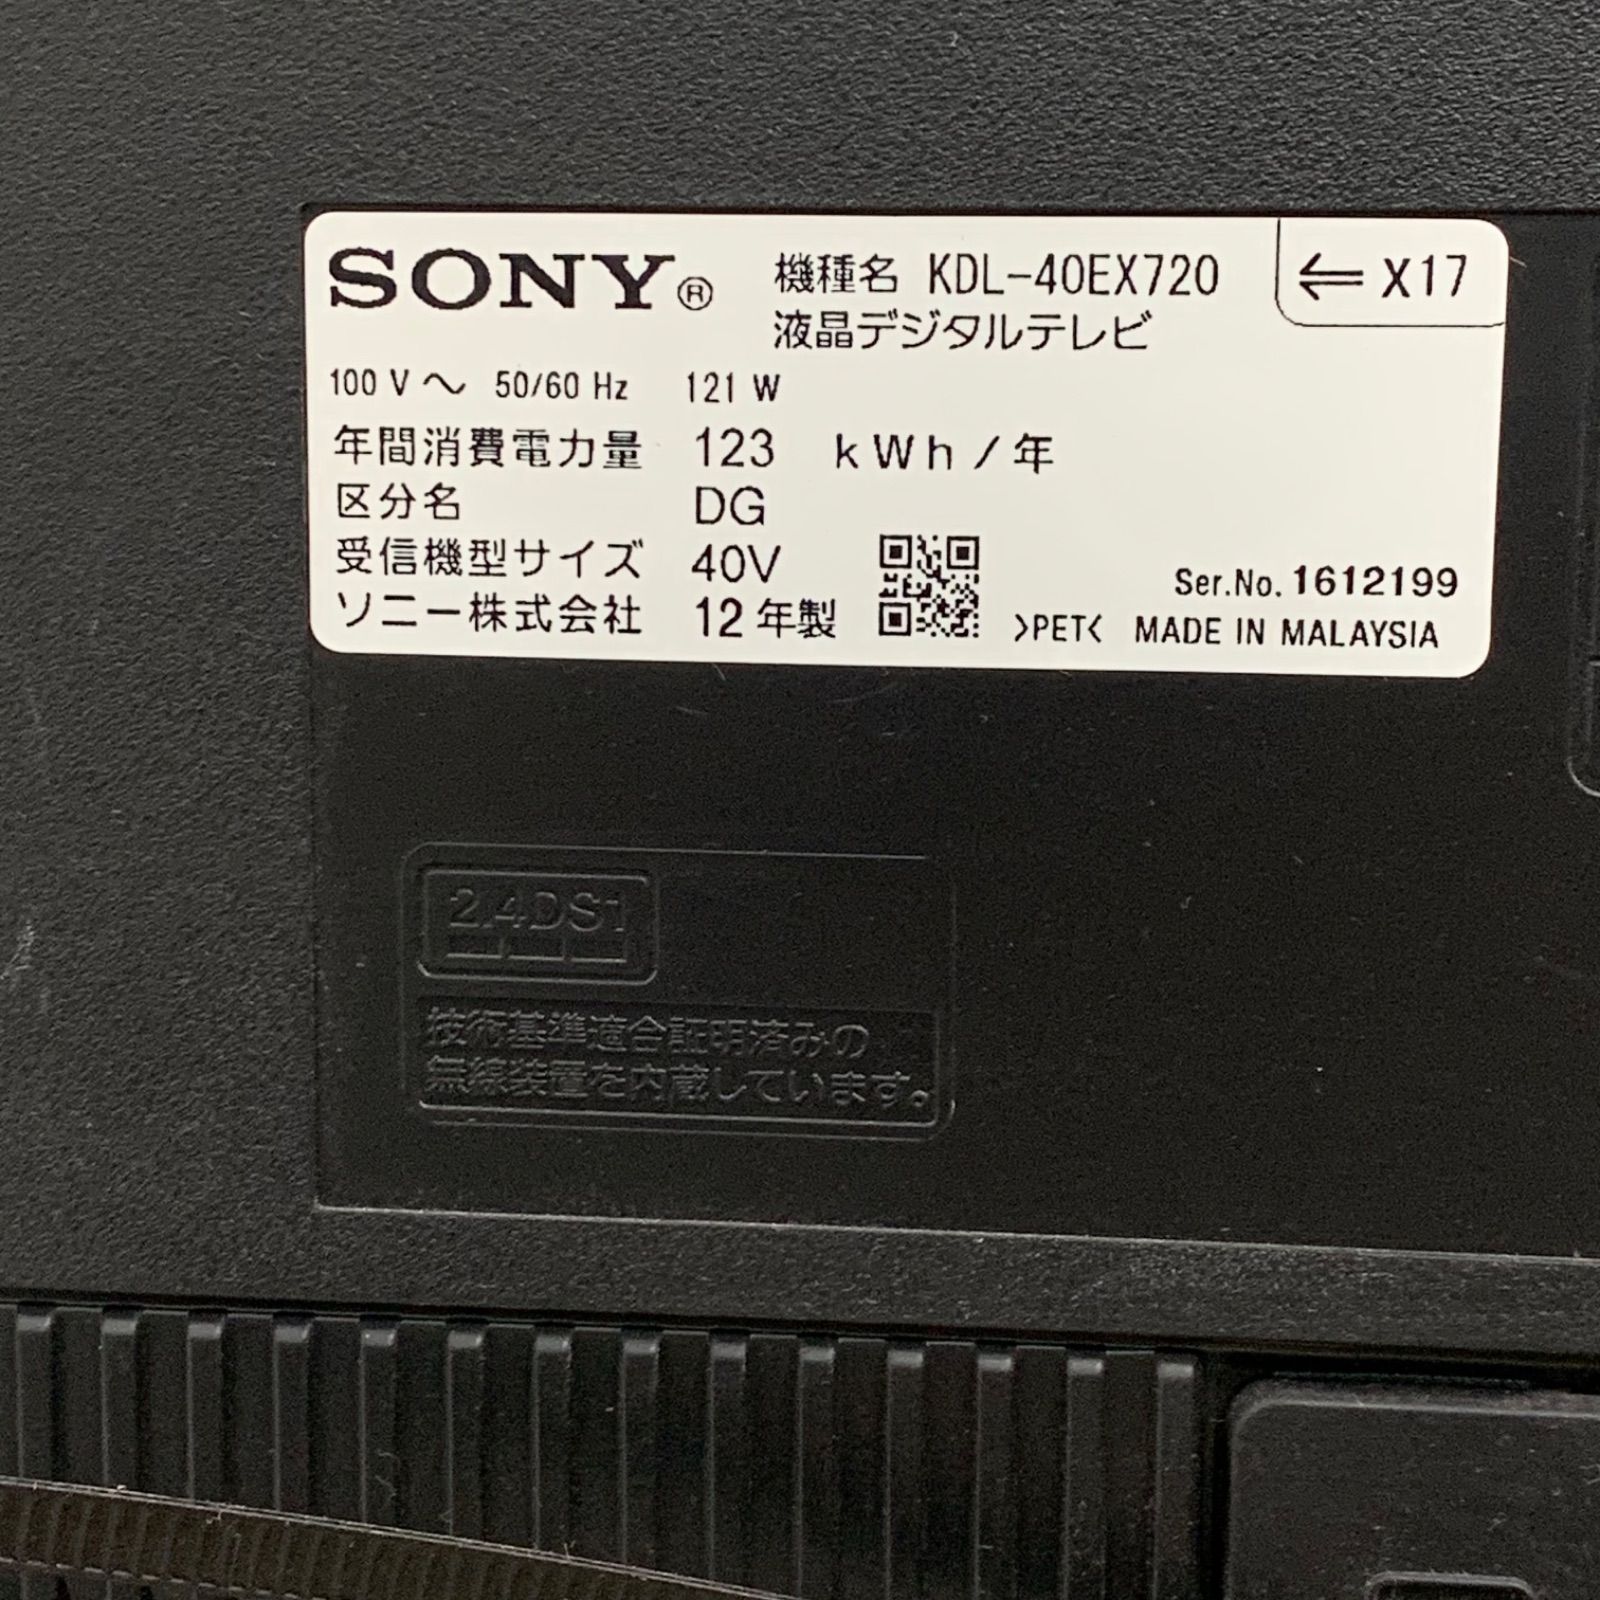 SONY® 機種名 KDL-40EX720 ⇐ X17
液晶デジタルテレビ
100 V ～ 50/60 Hz 121 W
年間消費電力量 123 kWh/年
区分名 DG
受信機型サイズ 40V
Ser.No. 1612199
ソニー株式会社 12年製 >PET< MADE IN MALAYSIA
2.4DS1
技術基準適合証明済みの
無線装置を内蔵しています。